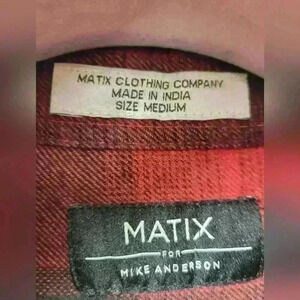 MATIX CLOTHING COMPANY
MADE IN INDIA
SIZE MEDIUM
MATIX
FOR
MIKE ANDERSON